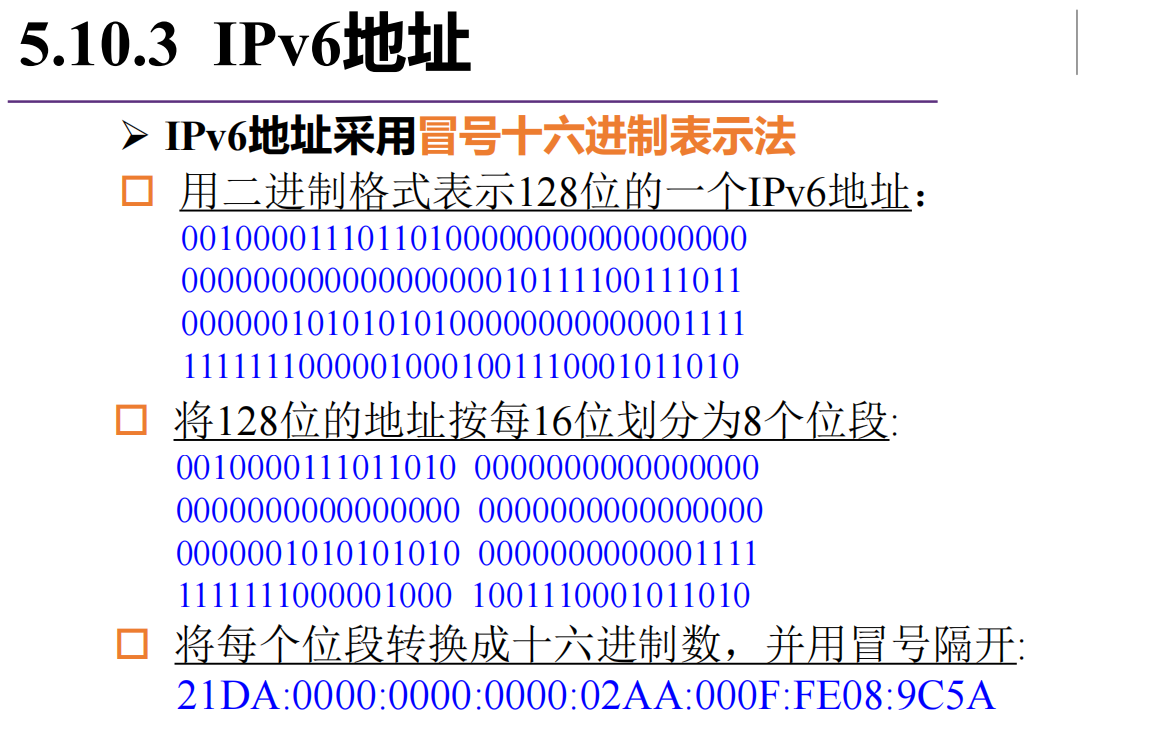 5.10.3 IPv6地址
IPv6地址采用冒号十六进制表示法
用二进制格式表示128位的一个IPv6地址：
00100001110110100000000000000000
00000000000000000010111100111011
00000010101010100000000000001111
11111110000010001001110001011010
将128位的地址按每16位划分为8个位段:
0010000111011010 0000000000000000
0000000000000000 0000000000000000
0000001010101010 0000000000001111
1111111000001000 1001110001011010
将每个位段转换成十六进制数，并用冒号隔开:
21DA:0000:0000:0000:02AA:000F:FE08:9C5A